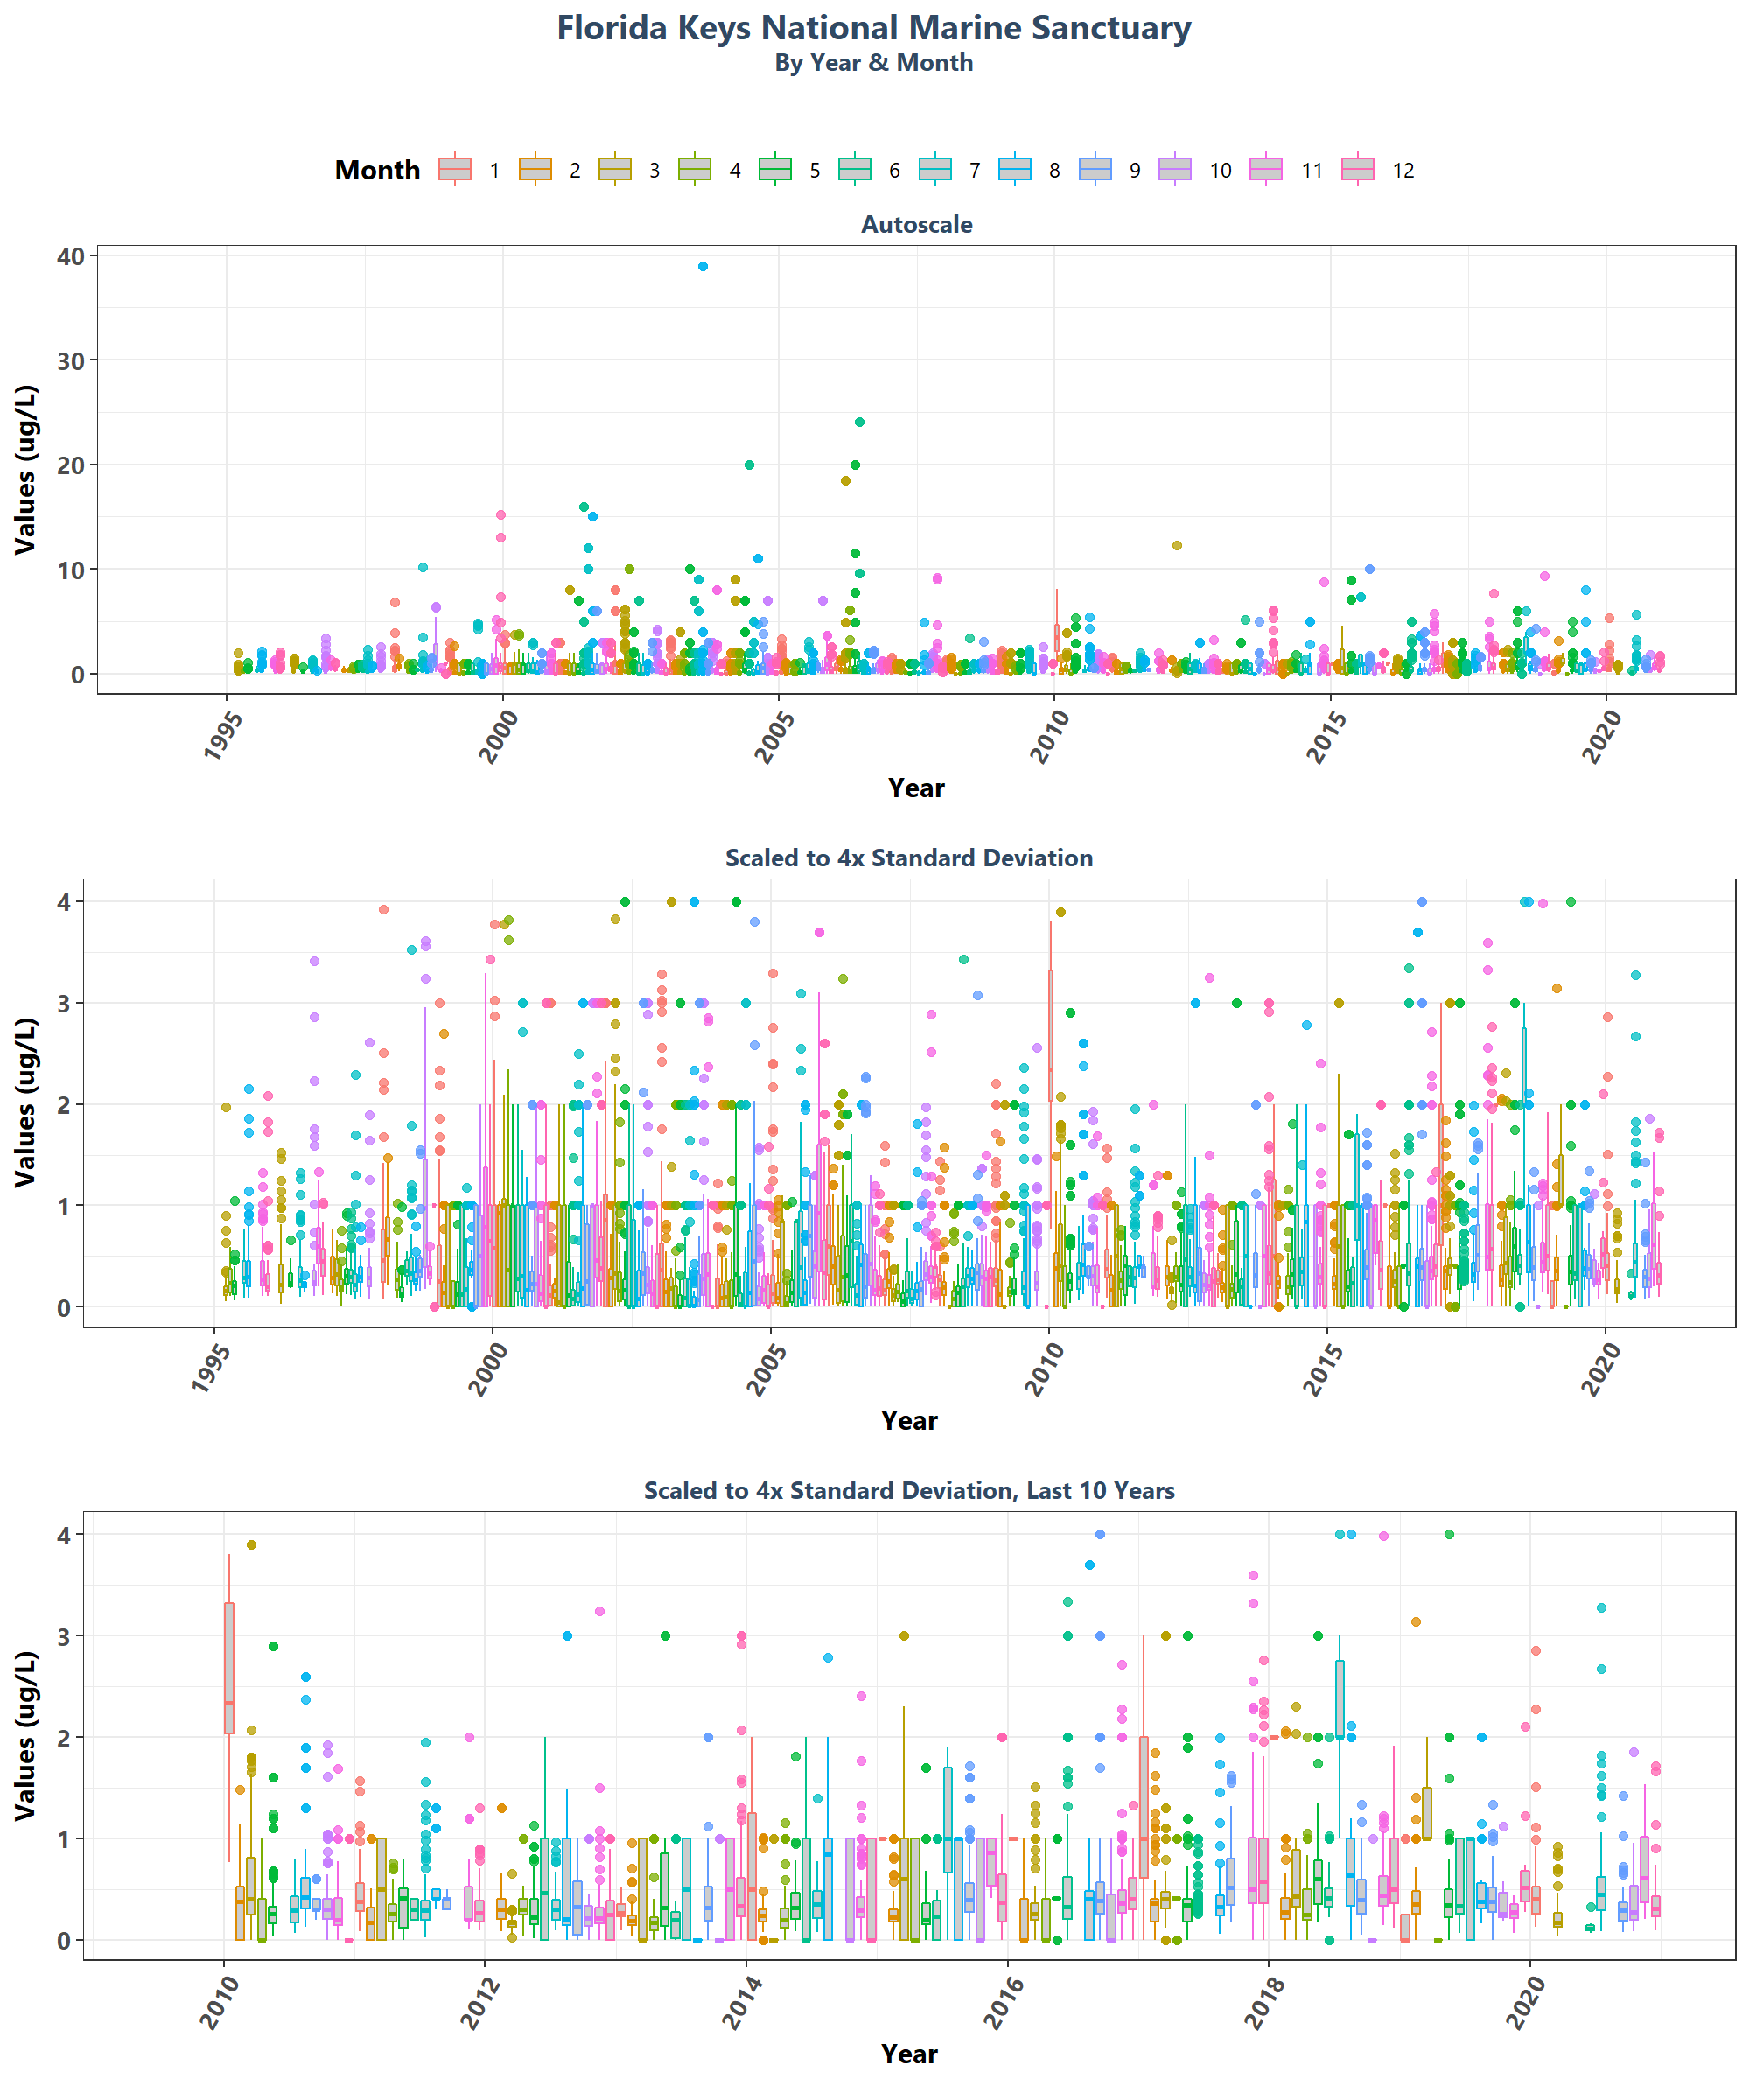 Florida Keys National Marine Sanctuary
By Year & Month
Month 1 2 3 4 5 6 7 8 9 10 11 12
Autoscale
Values (ug/L)
40
30
20
10
0
1995 2000 2005 2010 2015 2020
Year
Scaled to 4x Standard Deviation
Values (ug/L)
4
3
2
1
0
1995 2000 2005 2010 2015 2020
Year
Scaled to 4x Standard Deviation, Last 10 Years
Values (ug/L)
4
3
2
1
0
2010 2012 2014 2016 2018 2020
Year